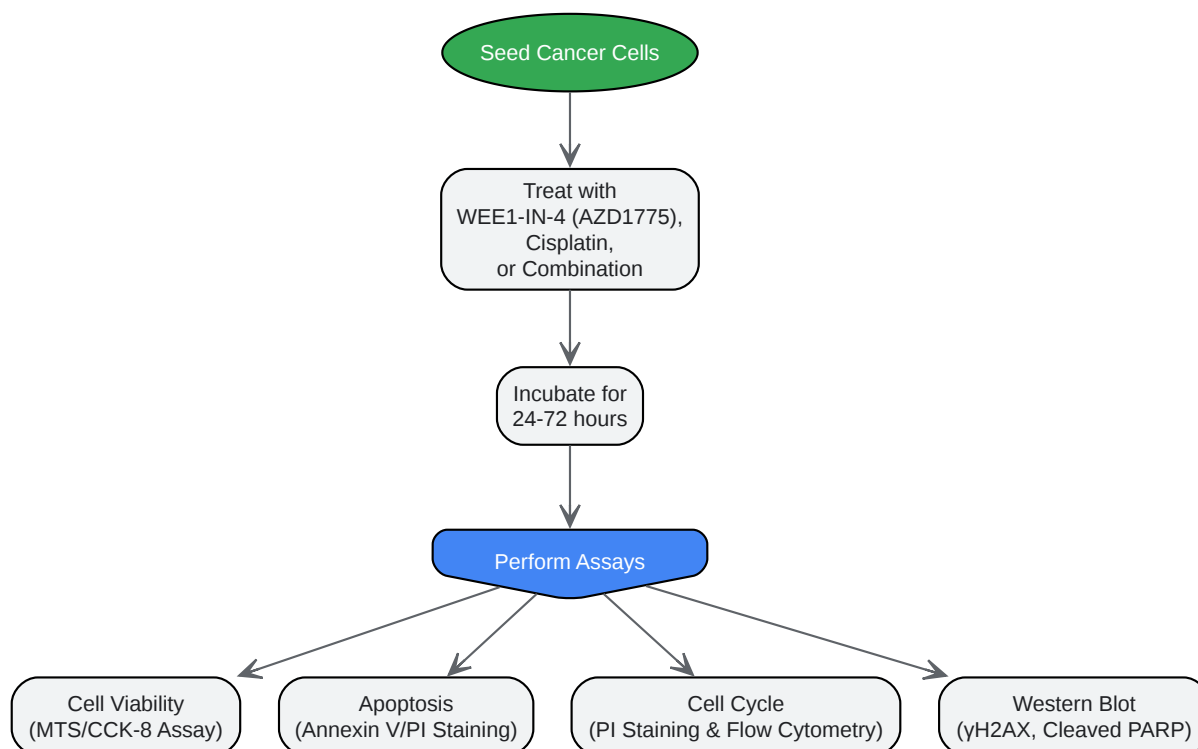 Seed Cancer Cells
Treat with
WEE1-IN-4 (AZD1775),
Cisplatin,
or Combination
Incubate for
24-72 hours
Perform Assays
Cell Viability
(MTS/CCK-8 Assay)
Apoptosis
(Annexin V/PI Staining)
Cell Cycle
(PI Staining & Flow Cytometry)
Western Blot
(γH2AX, Cleaved PARP)